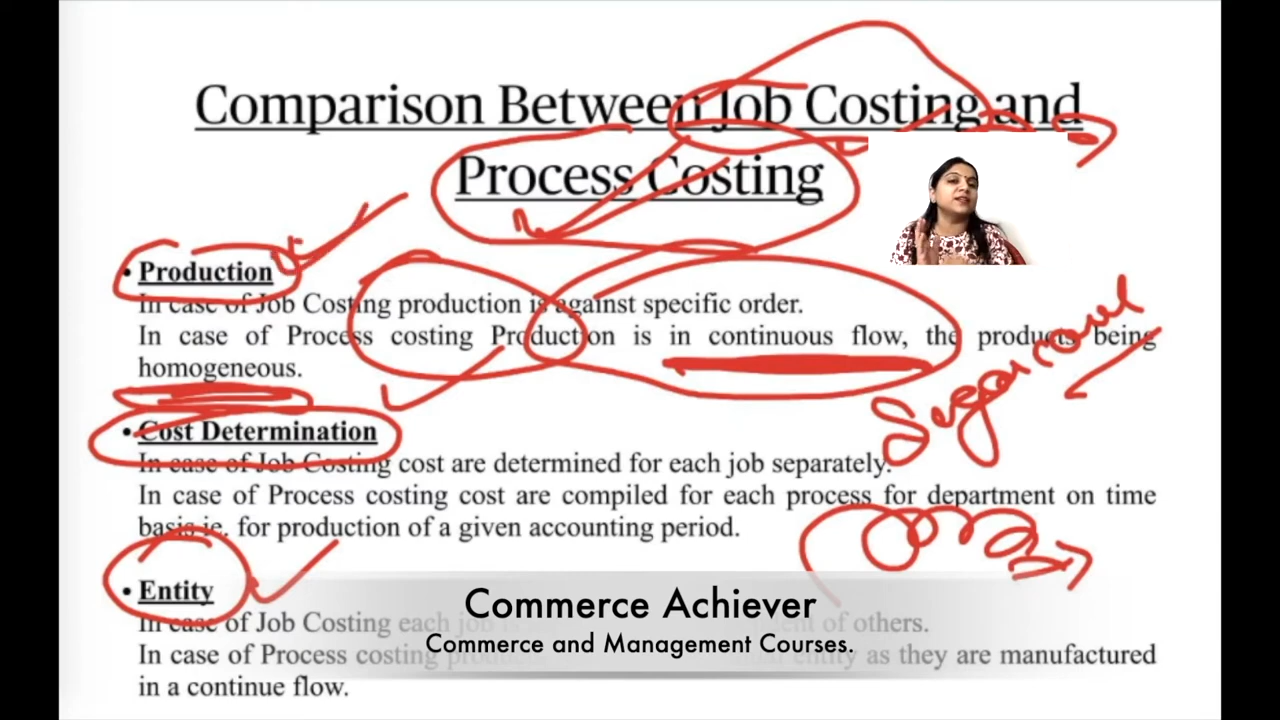 Comparison Between Job Costing and
Process Costing
• Production
In case of Job Costing production is against specific order.
In case of Process costing Production is in continuous flow, the products being
homogeneous.
Sugarcane
• Cost Determination
In case of Job Costing cost are determined for each job separately.
In case of Process costing cost are compiled for each process for department on time
basis ie. for production of a given accounting period.
• Entity
Commerce Achiever
In case of Job Costing each job of others.
Commerce and Management Courses.
In case of Process costing entity as they are manufactured
in a continue flow.